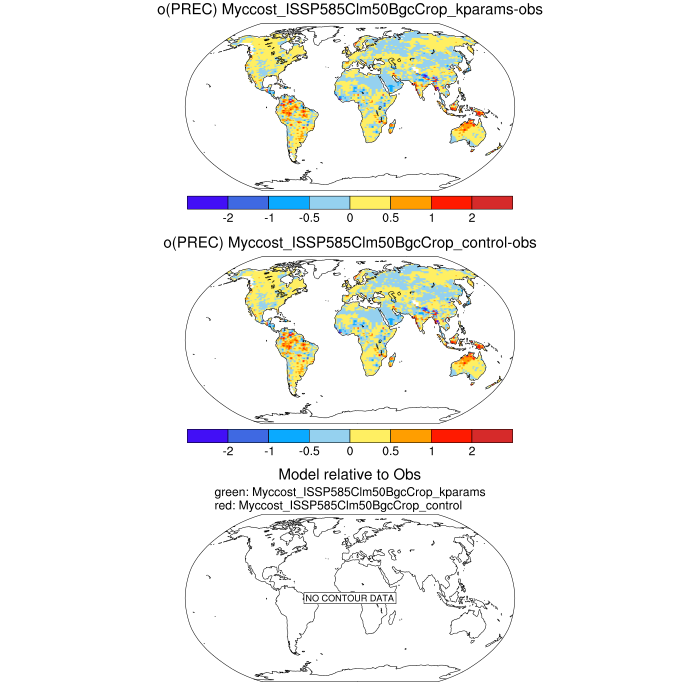 σ(PREC) Myccost_ISSP585Clm50BgcCrop_kparams-obs
-2 -1 -0.5 0 0.5 1 2
σ(PREC) Myccost_ISSP585Clm50BgcCrop_control-obs
-2 -1 -0.5 0 0.5 1 2
Model relative to Obs
green: Myccost_ISSP585Clm50BgcCrop_kparams
red: Myccost_ISSP585Clm50BgcCrop_control
NO CONTOUR DATA